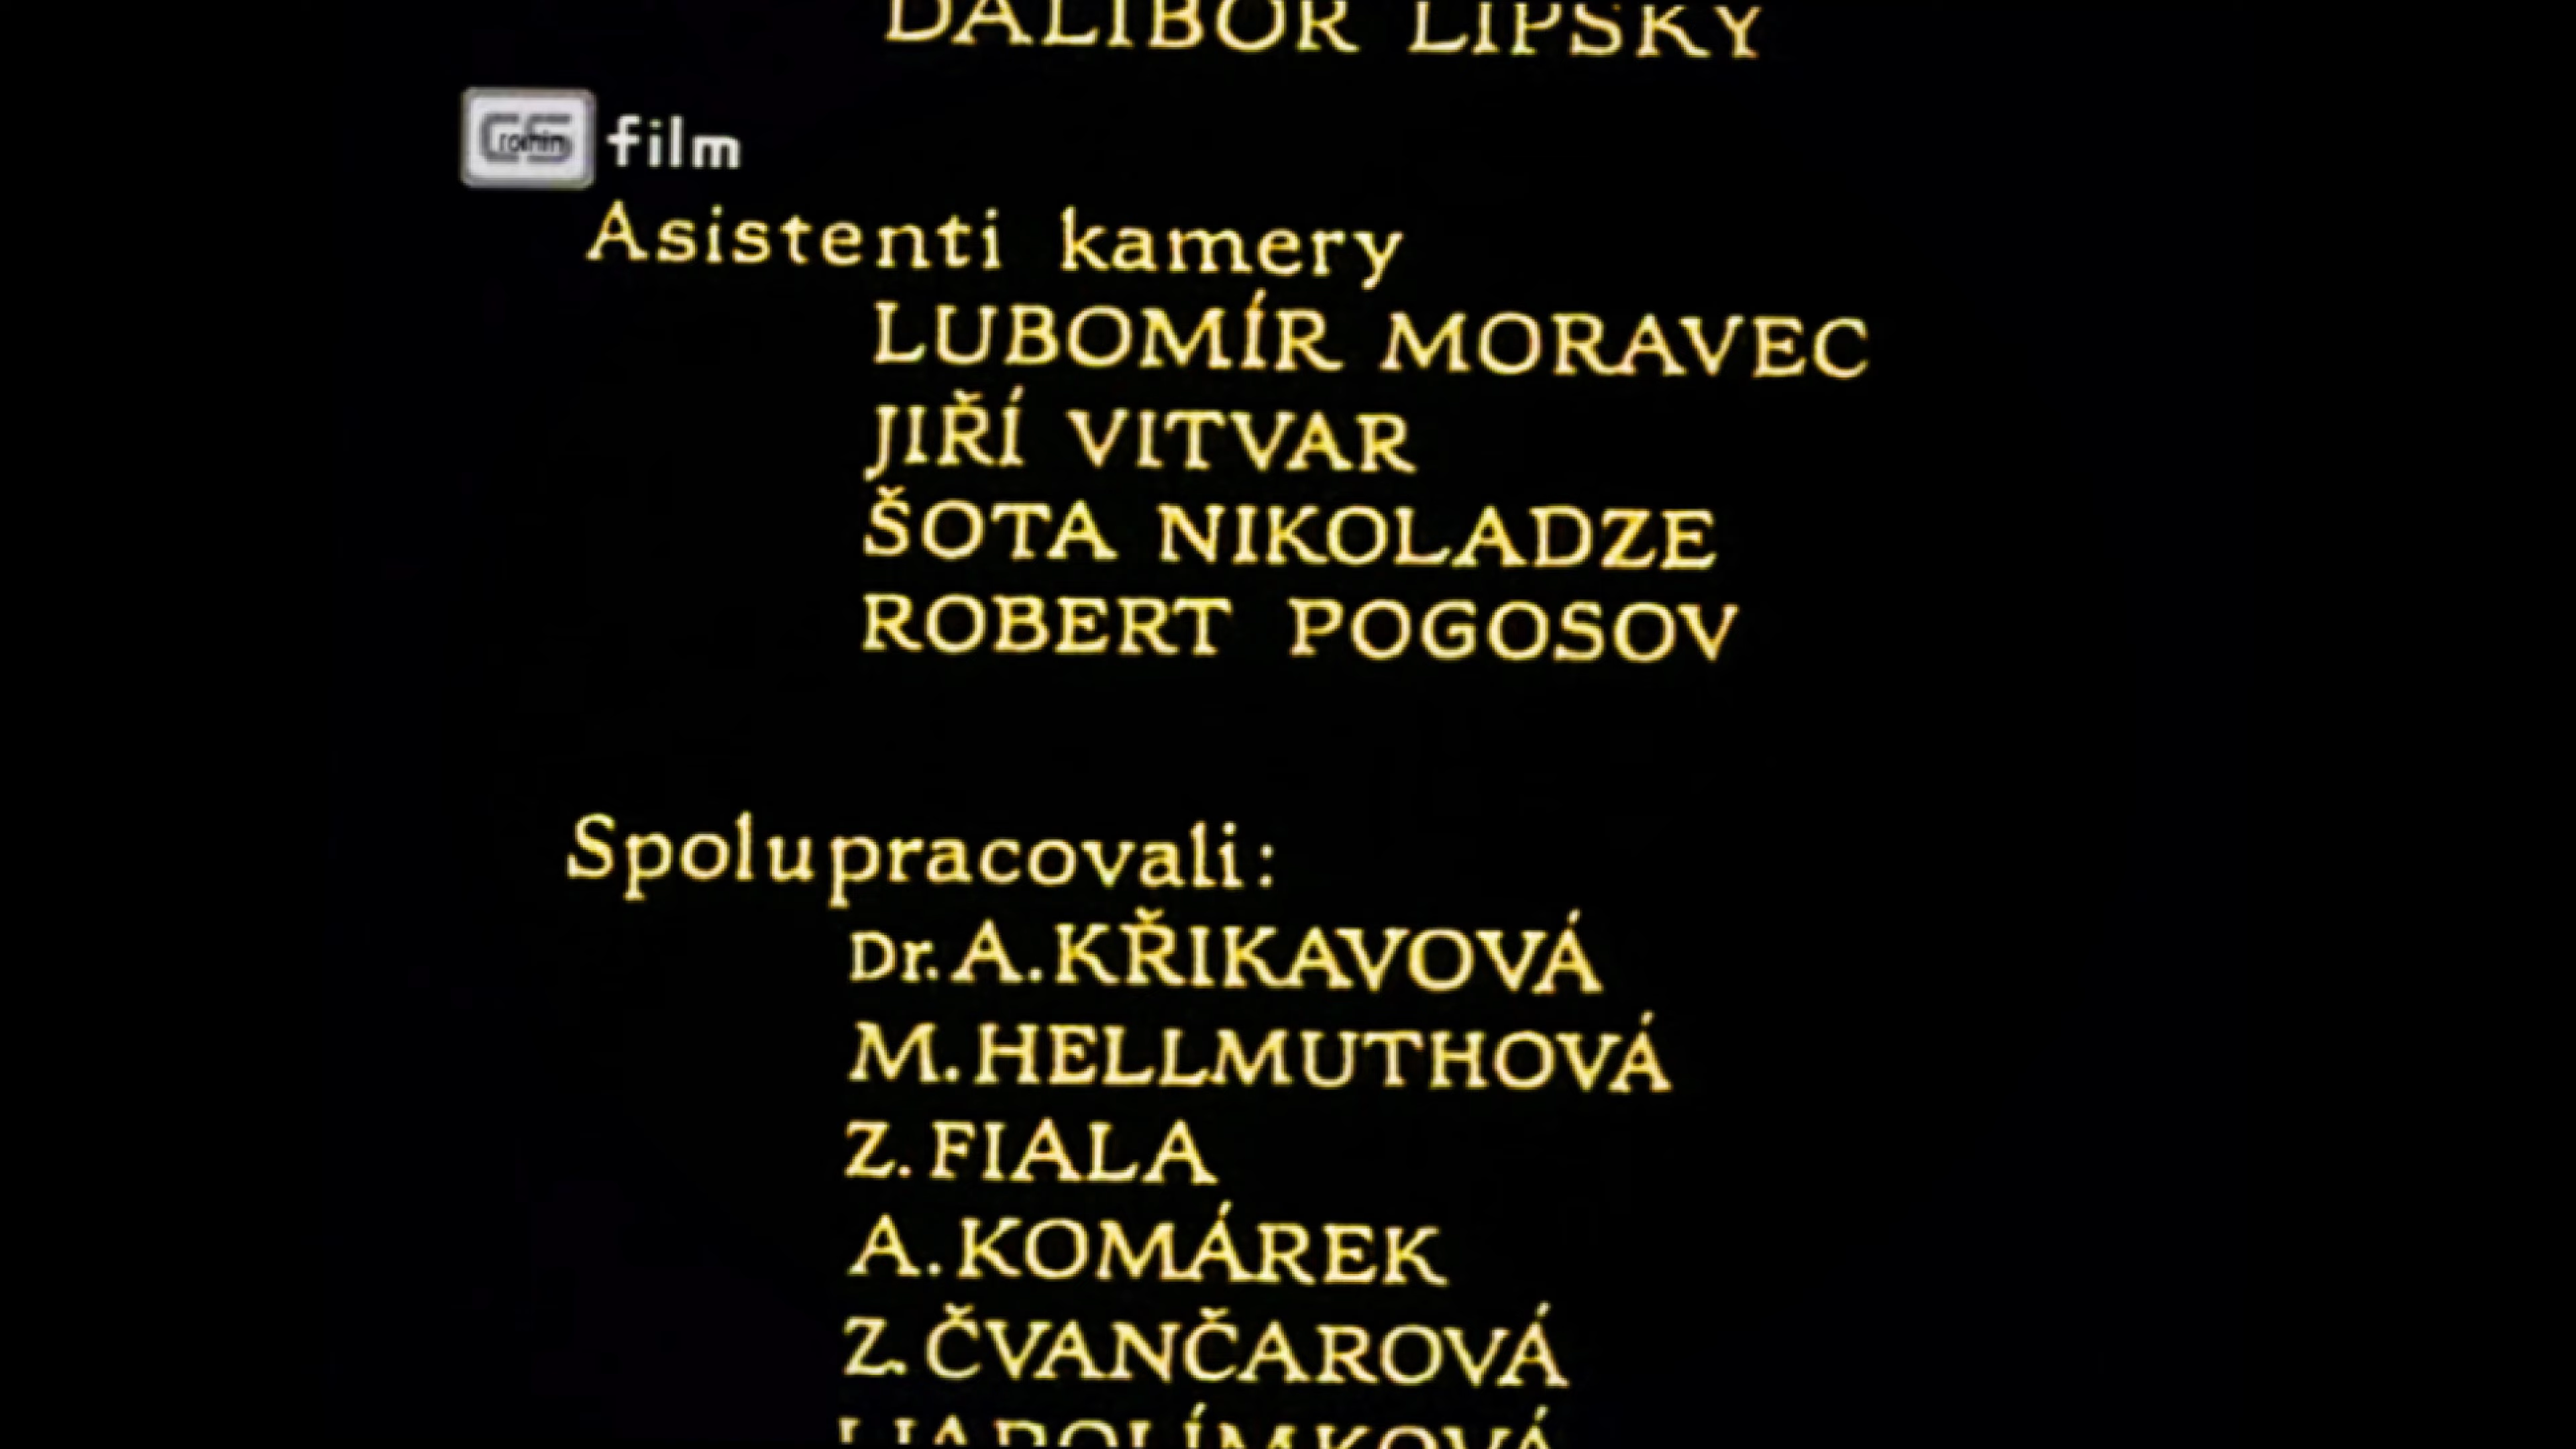 DALIBOR LIPSKÝ
CS film
Asistenti kamery
LUBOMÍR MORAVEC
JIŘÍ VITVAR
ŠOTA NIKOLADZE
ROBERT POGOSOV
Spolupracovali:
Dr. A. KŘIKAVOVÁ
M. HELLMUTHOVÁ
Z. FIALA
A. KOMÁREK
Z. ČVANČAROVÁ